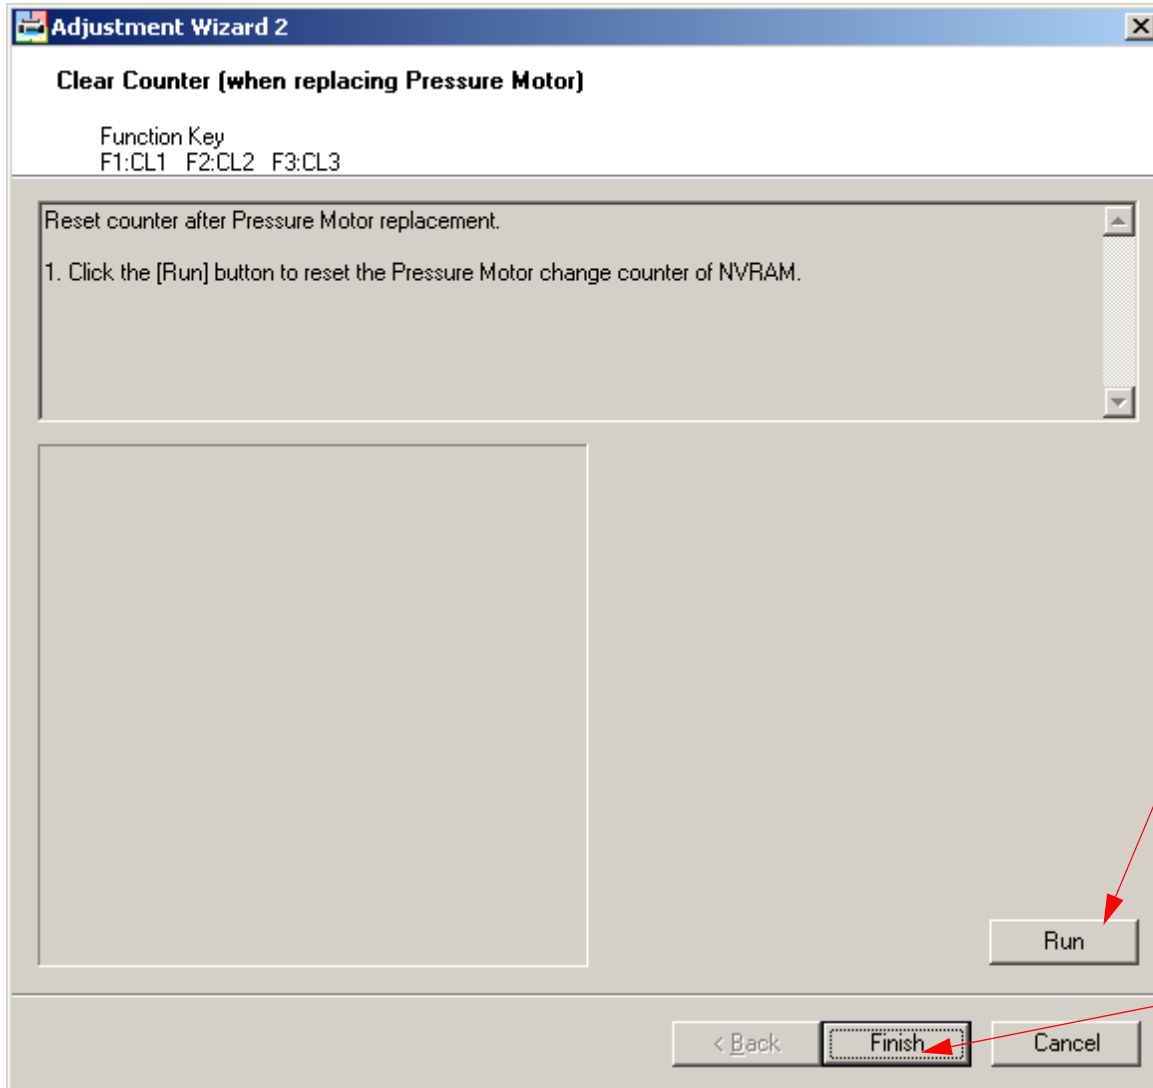 Adjustment Wizard 2
Clear Counter (when replacing Pressure Motor)
Function Key
F1:CL1 F2:CL2 F3:CL3
Reset counter after Pressure Motor replacement.
1. Click the [Run] button to reset the Pressure Motor change counter of NVRAM.
Run
< Back Finish Cancel